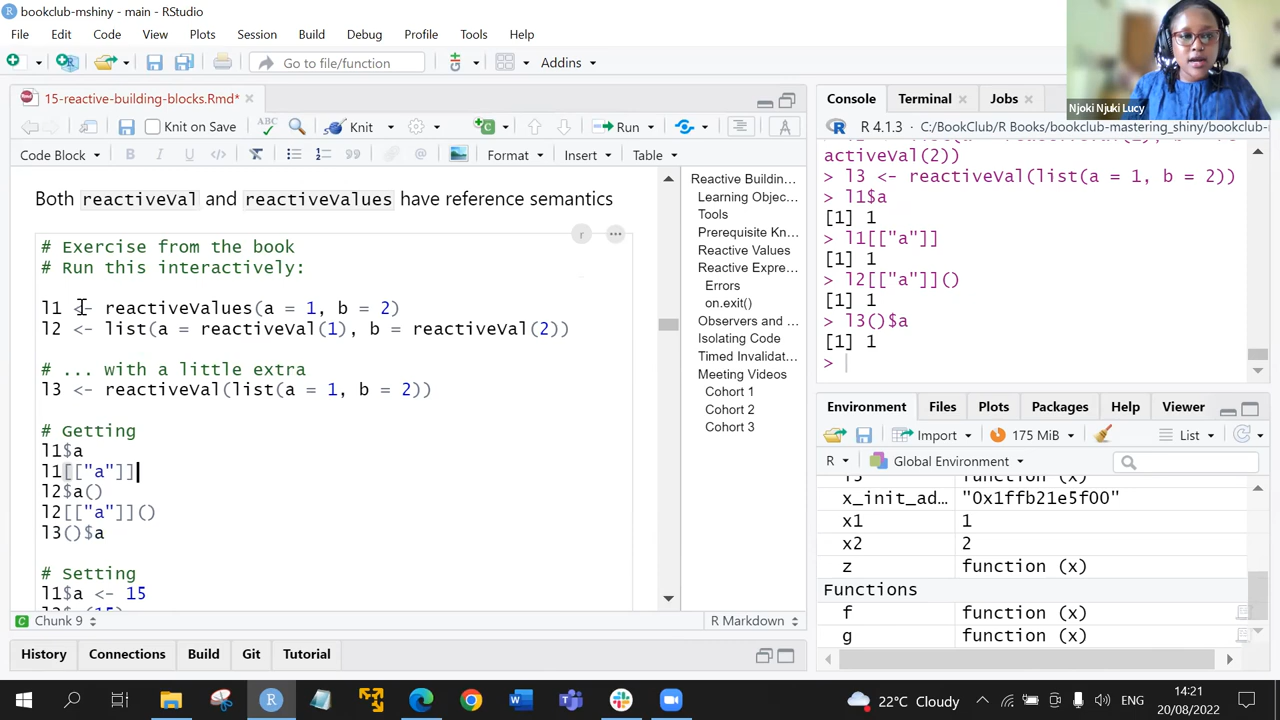 bookclub-mshiny - main - RStudio
File Edit Code View Plots Session Build Debug Profile Tools Help
Go to file/function Addins
15-reactive-building-blocks.Rmd*
Knit on Save ABC Knit Run
Code Block B I Format Insert Table
Both reactiveVal and reactiveValues have reference semantics
r
# Exercise from the book
# Run this interactively:
l1 <- reactiveValues(a = 1, b = 2)
l2 <- list(a = reactiveVal(1), b = reactiveVal(2))
# ... with a little extra
l3 <- reactiveVal(list(a = 1, b = 2))
# Getting
l1$a
l1[["a"]]
l2$a()
l2[["a"]]()
l3()$a
# Setting
l1$a <- 15
Chunk 9 R Markdown
Reactive Buildin...
Learning Objec...
Tools
Prerequisite Kn...
Reactive Values
Reactive Expre...
Errors
on.exit()
Observers and ...
Isolating Code
Timed Invalidat...
Meeting Videos
Cohort 1
Cohort 2
Cohort 3
History Connections Build Git Tutorial
Njoki Njuki Lucy
Console Terminal Jobs
R 4.1.3 · C:/BookClub/R Books/bookclub-mastering_shiny/bookclub-
activeVal(2))
> l3 <- reactiveVal(list(a = 1, b = 2))
> l1$a
[1] 1
> l1[["a"]]
[1] 1
> l2[["a"]]()
[1] 1
> l3()$a
[1] 1
>
Environment Files Plots Packages Help Viewer
Import 175 MiB List
R Global Environment
function (x)
x_init_ad... "0x1ffb21e5f00"
x1 1
x2 2
z function (x)
Functions
f function (x)
g function (x)
22°C Cloudy ENG 14:21
20/08/2022